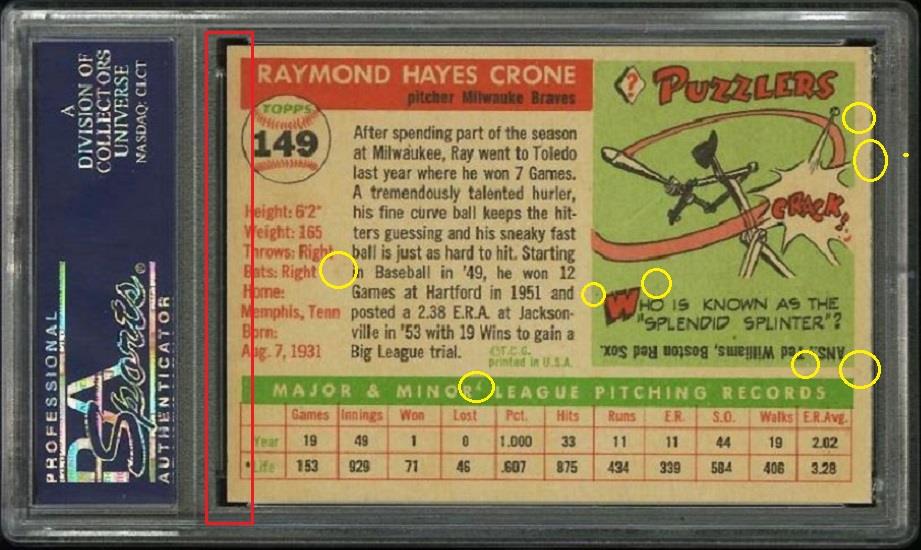 A
DIVISION OF
COLLECTORS
UNIVERSE
NASDAQ: CLCT
PROFESSIONAL
PSA
Sports
®
AUTHENTICATOR
RAYMOND HAYES CRONE
pitcher Milwauke Braves
TOPPS
149
Height: 6'2"
Weight: 165
Throws: Right
Bats: Right
Home:
Memphis, Tenn
Born:
Aug. 7, 1931
After spending part of the season
at Milwaukee, Ray went to Toledo
last year where he won 7 Games.
A tremendously talented hurler,
his fine curve ball keeps the hit-
ters guessing and his sneaky fast
ball is just as hard to hit. Starting
in Baseball in '49, he won 12
Games at Hartford in 1951 and
posted a 2.38 E.R.A. at Jackson-
ville in '53 with 19 Wins to gain a
Big League trial.
©T.C.G.
printed in U.S.A.
? PUZZLERS
CRACK!
WHO IS KNOWN AS THE
"SPLENDID SPLINTER"?
ANS.: Ted Williams, Boston Red Sox.
MAJOR & MINOR LEAGUE PITCHING RECORDS
Games Innings Won Lost Pct. Hits Runs E.R. S.O. Walks E.R.Avg.
Year 19 49 1 0 1.000 33 11 11 44 19 2.02
Life 153 929 71 46 .607 875 434 339 584 406 3.28